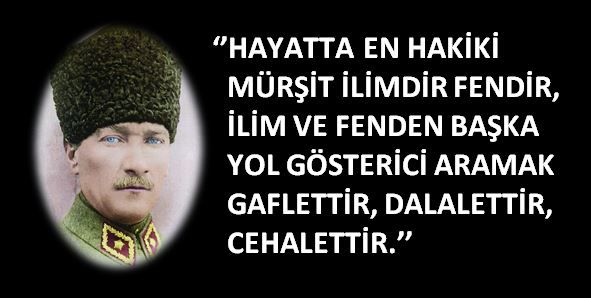 ‘’HAYATTA EN HAKİKİ
MÜRŞİT İLİMDİR FENDİR,
İLİM VE FENDEN BAŞKA
YOL GÖSTERİCİ ARAMAK
GAFLETTİR, DALALETTİR,
CEHALETTİR.’’